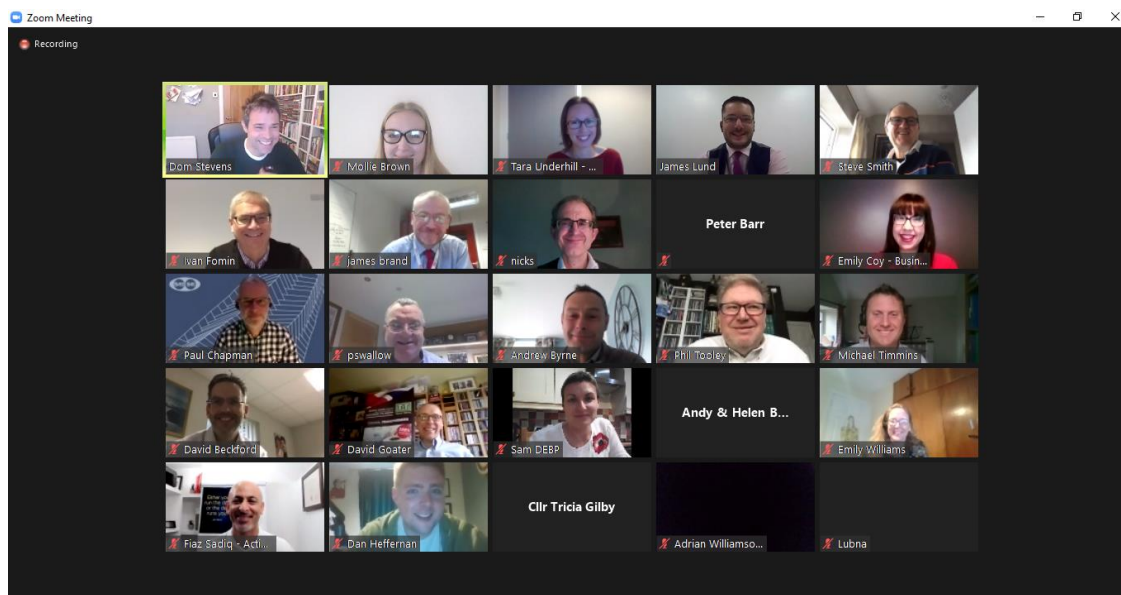 Zoom Meeting
Recording
Dom Stevens
Mollie Brown
Tara Underhill - ...
James Lund
Steve Smith
Ivan Fomin
james brand
nicks
Peter Barr
Emily Coy - Busin...
Paul Chapman
pswallow
Andrew Byrne
Phil Tooley
Michael Timmins
David Beckford
David Goater
Sam DEBP
Andy & Helen B...
Emily Williams
Fiaz Sadiq - Acti...
Dan Heffernan
Cllr Tricia Gilby
Adrian Williamso...
Lubna